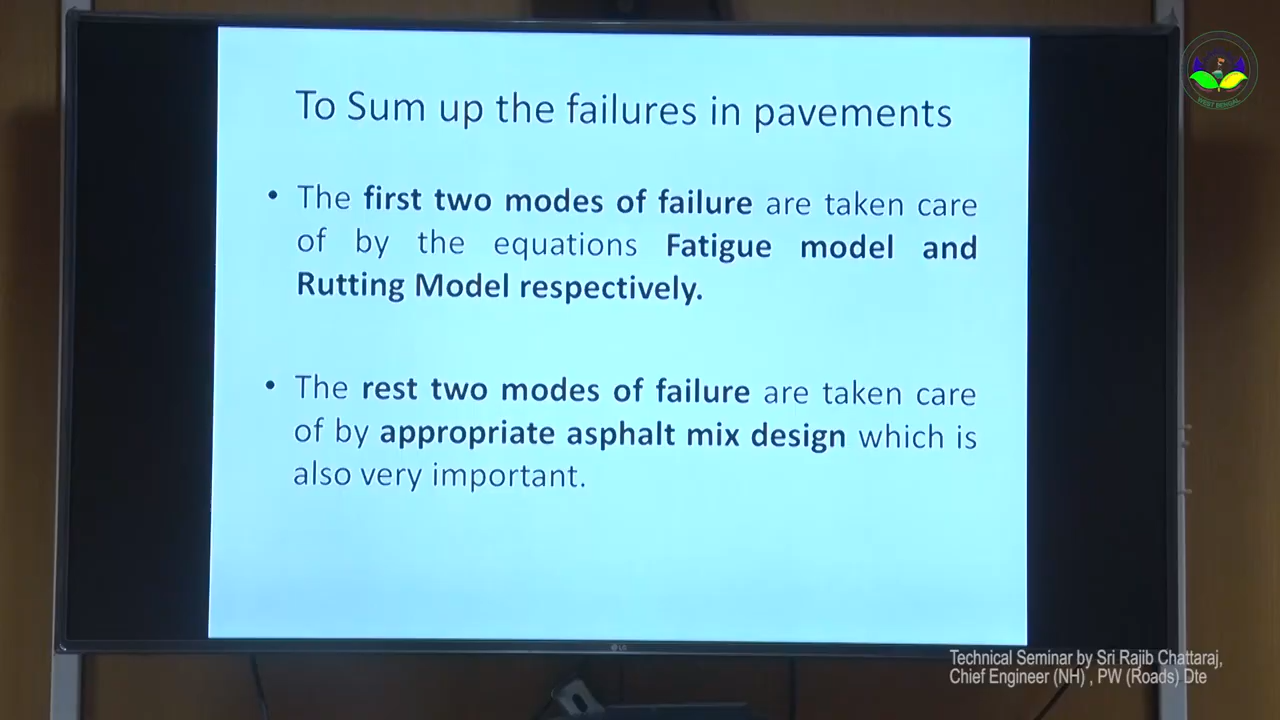 To Sum up the failures in pavements
• The first two modes of failure are taken care
of by the equations Fatigue model and
Rutting Model respectively.
• The rest two modes of failure are taken care
of by appropriate asphalt mix design which is
also very important.
LG
WEST BENGAL
Technical Seminar by Sri Rajib Chattaraj,
Chief Engineer (NH) , PW (Roads) Dte